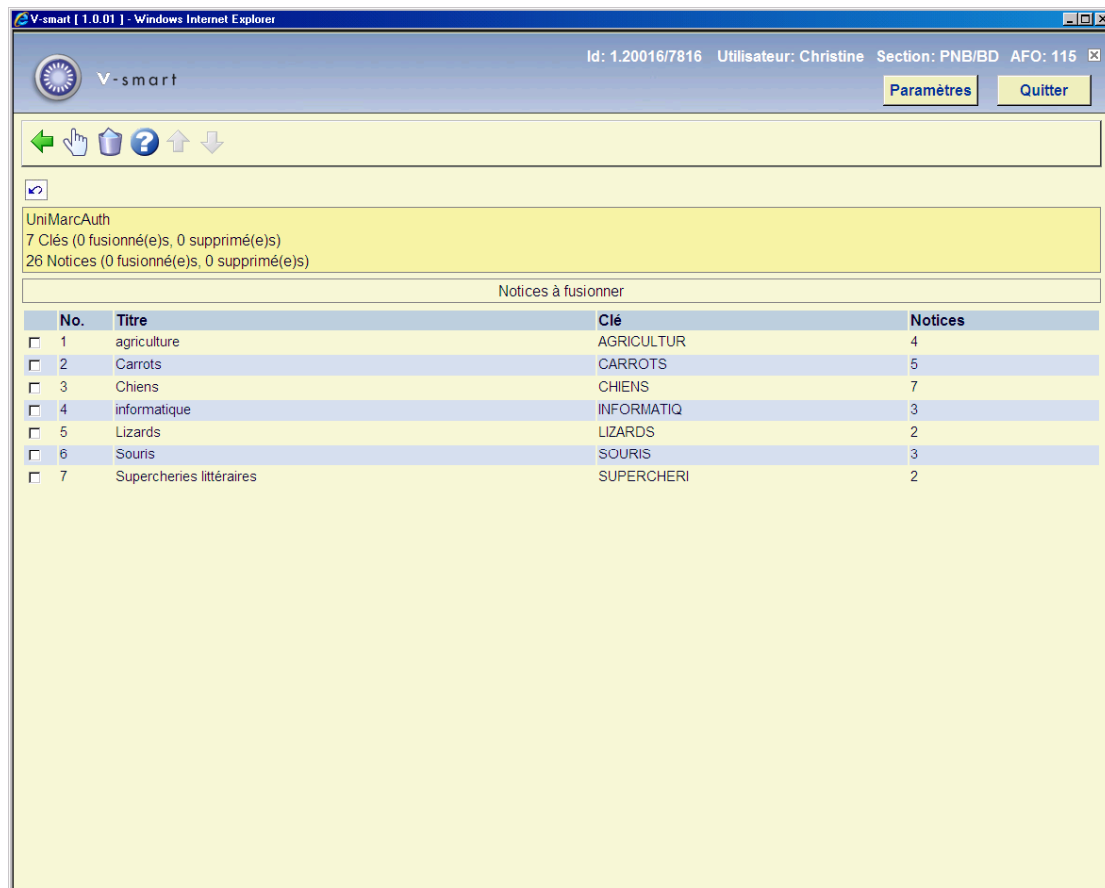 V-smart [ 1.0.01 ] - Windows Internet Explorer
Id: 1.20016/7816 Utilisateur: Christine Section: PNB/BD AFO: 115
V-smart
Paramètres Quitter
UniMarcAuth
7 Clés (0 fusionné(e)s, 0 supprimé(e)s)
26 Notices (0 fusionné(e)s, 0 supprimé(e)s)
Notices à fusionner
No. Titre Clé Notices
1 agriculture AGRICULTUR 4
2 Carrots CARROTS 5
3 Chiens CHIENS 7
4 informatique INFORMATIQ 3
5 Lizards LIZARDS 2
6 Souris SOURIS 3
7 Supercheries littéraires SUPERCHERI 2